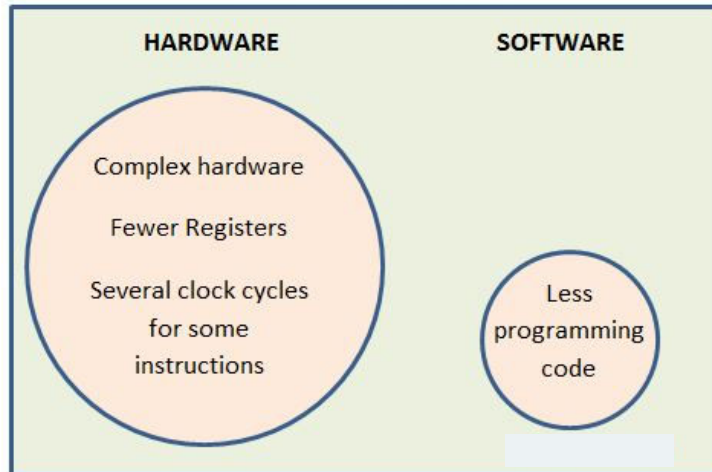 HARDWARE
SOFTWARE
Complex hardware
Fewer Registers
Several clock cycles
for some
instructions
Less
programming
code